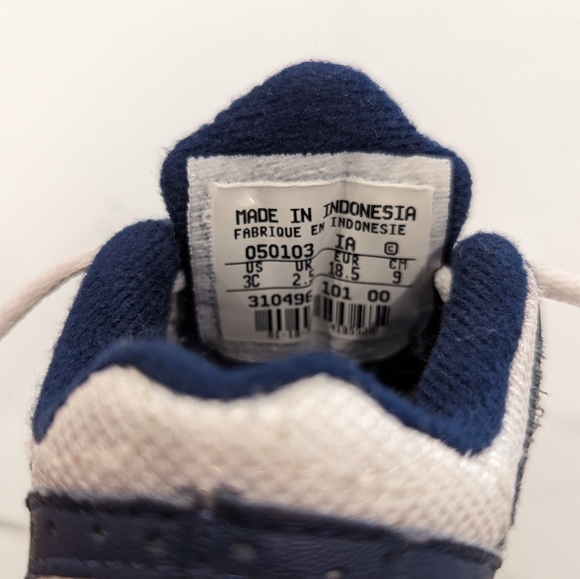 MADE IN INDONESIA
FABRIQUE EN INDONESIE
050103 IA ©
US UK EUR CM
3C 2.5 18.5 9
310496 101 00